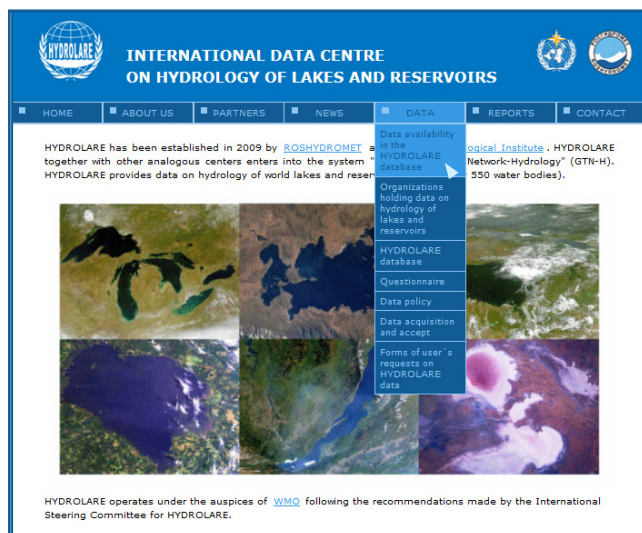 HYDROLARE
INTERNATIONAL DATA CENTRE
ON HYDROLOGY OF LAKES AND RESERVOIRS
HOME ABOUT US PARTNERS NEWS DATA REPORTS CONTACT
HYDROLARE has been established in 2009 by ROSHYDROMET a ological Institute . HYDROLARE
together with other analogous centers enters into the system " Network-Hydrology" (GTN-H).
HYDROLARE provides data on hydrology of world lakes and reser 550 water bodies).
Data availability
in the
HYDROLARE
database
Organizations
holding data on
hydrology of
lakes and
reservoirs
HYDROLARE
database
Questionnaire
Data policy
Data acquisition
and accept
Forms of user´s
requests on
HYDROLARE
data
HYDROLARE operates under the auspices of WMO following the recommendations made by the International
Steering Committee for HYDROLARE.